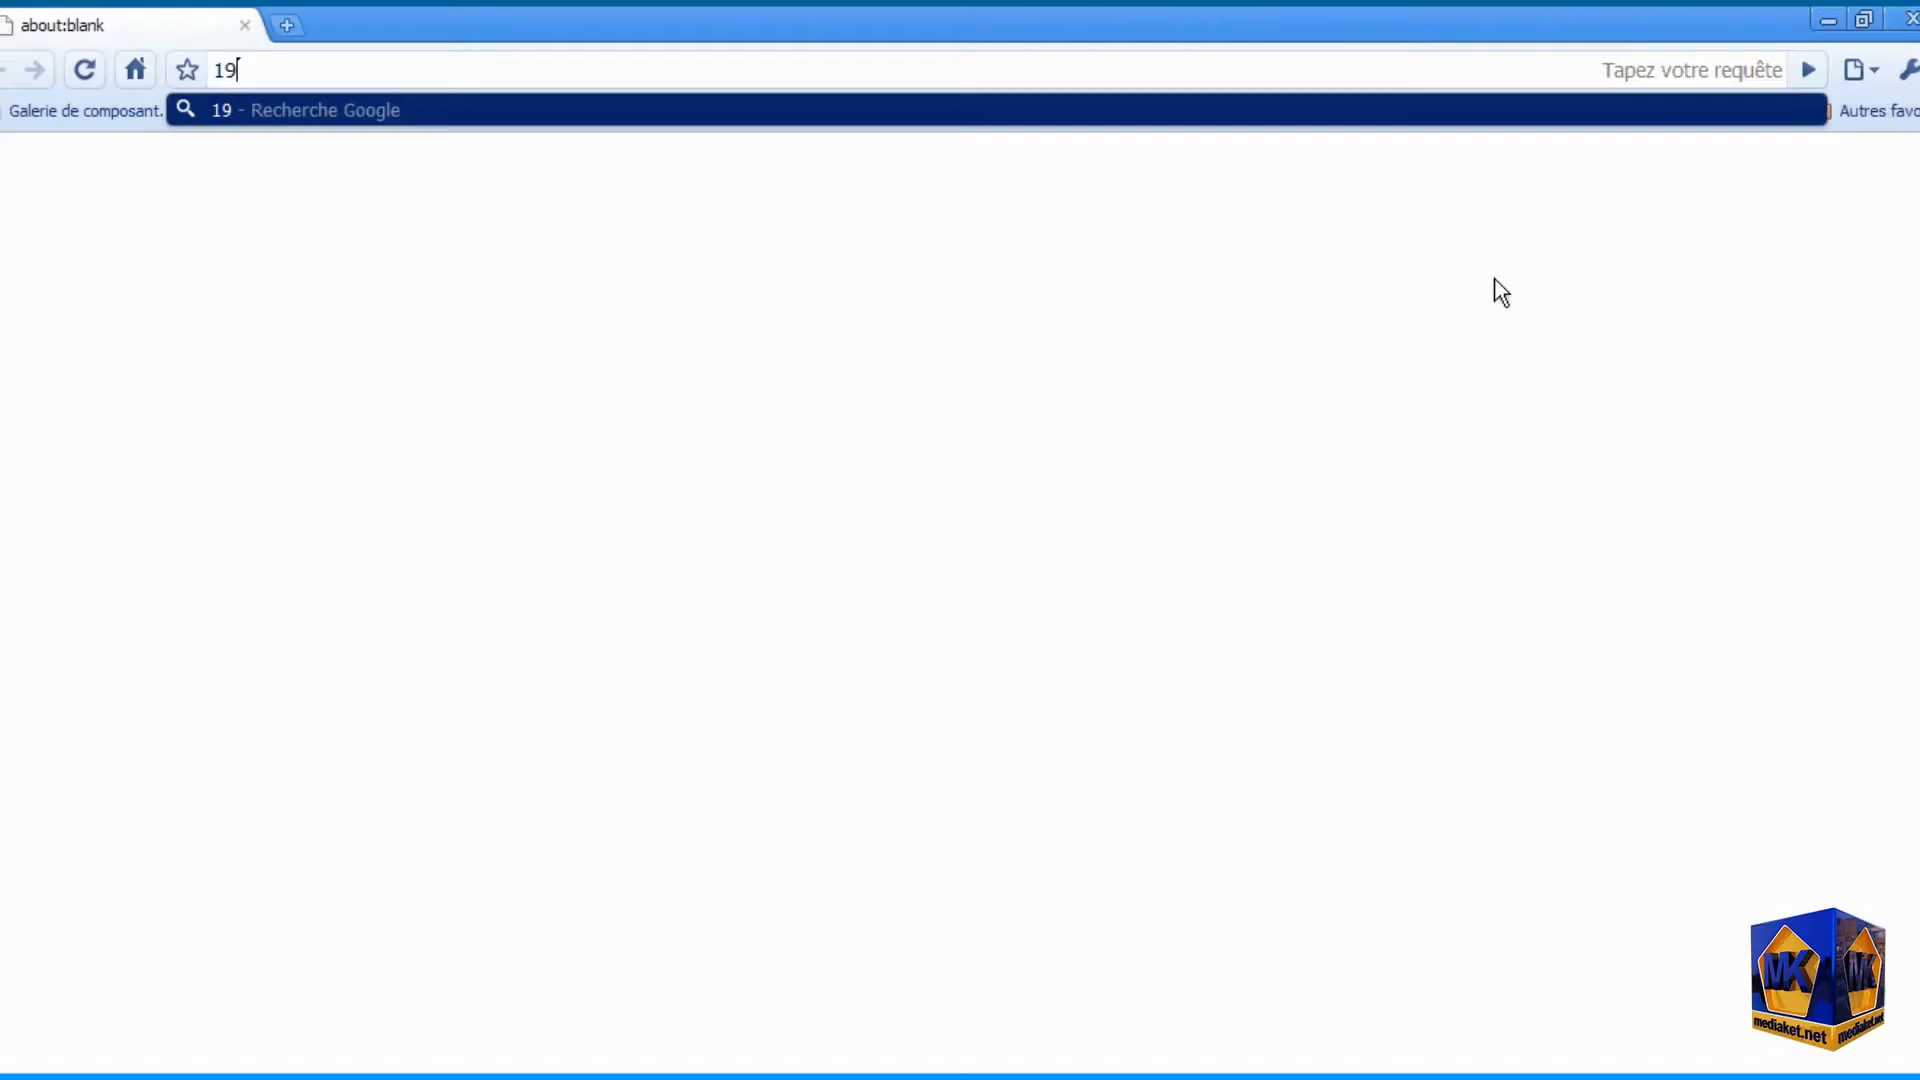 about:blank
19
Tapez votre requête
Galerie de composant.
19 - Recherche Google
Autres favo
MK
MK
mediaket.net
mediaket.net